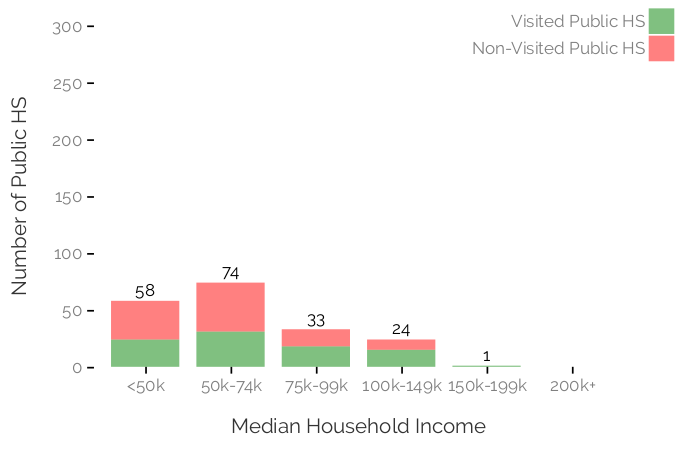 Visited Public HS
Non-Visited Public HS
Number of Public HS
300
250
200
150
100
50
0
58
74
33
24
1
<50k
50k-74k
75k-99k
100k-149k
150k-199k
200k+
Median Household Income